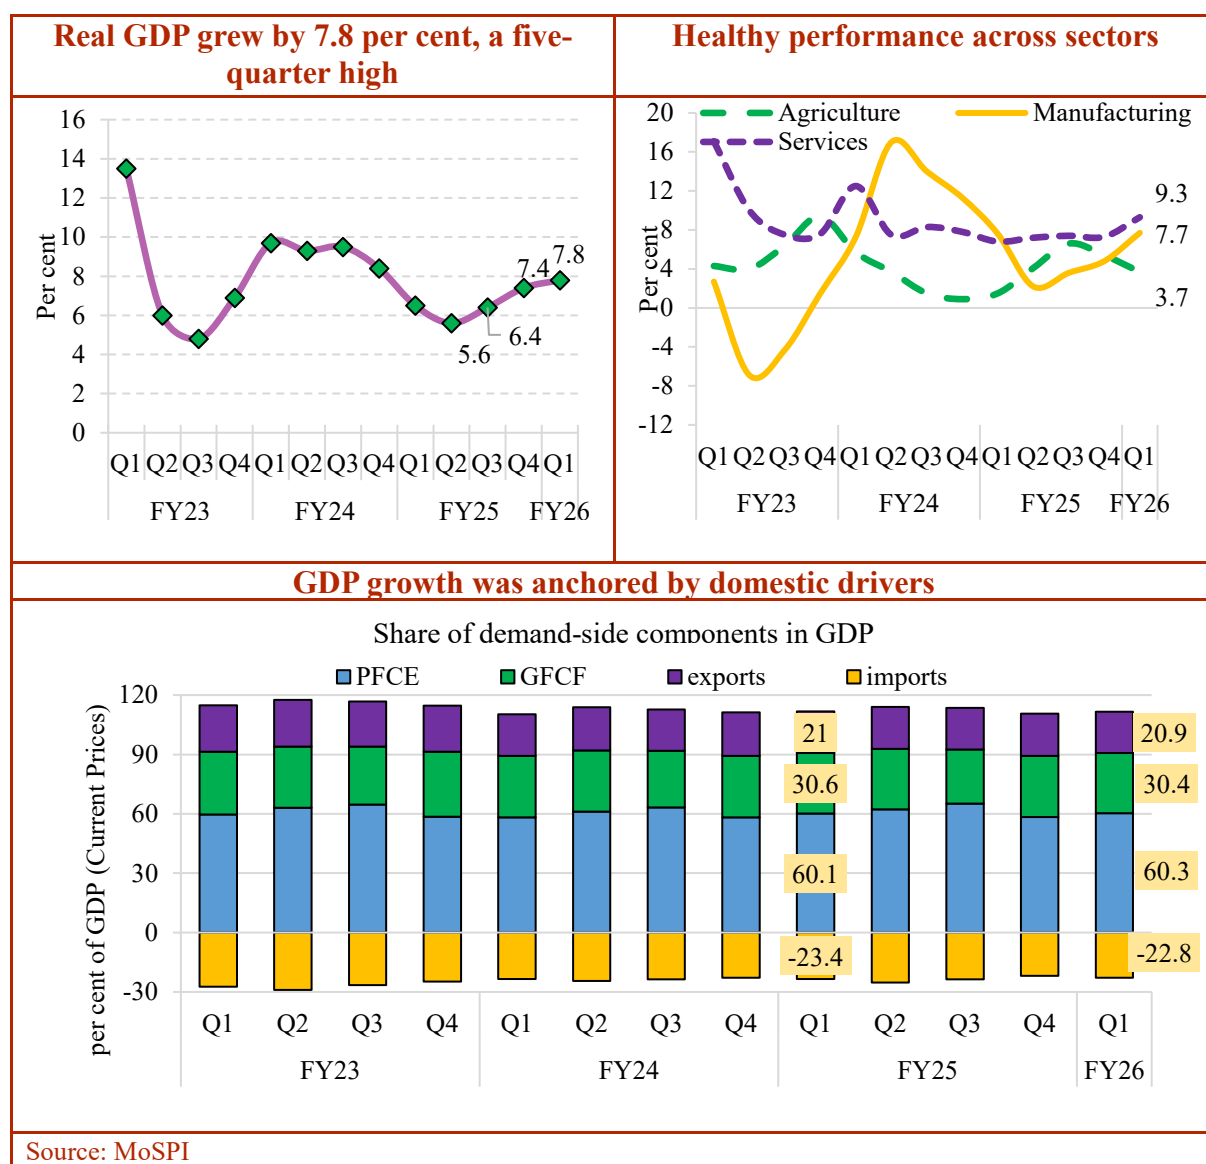 Real GDP grew by 7.8 per cent, a five-
quarter high
Healthy performance across sectors
16
14
12
10
8
6
4
2
0
Per cent
7.8
7.4
6.4
5.6
Q1 Q2 Q3 Q4 Q1 Q2 Q3 Q4 Q1 Q2 Q3 Q4 Q1
FY23 FY24 FY25 FY26
Agriculture Manufacturing
Services
20
16
12
8
4
0
-4
-8
-12
Per cent
9.3
7.7
3.7
Q1 Q2 Q3 Q4 Q1 Q2 Q3 Q4 Q1 Q2 Q3 Q4 Q1
FY23 FY24 FY25 FY26
GDP growth was anchored by domestic drivers
Share of demand-side components in GDP
PFCE GFCF exports imports
per cent of GDP (Current Prices)
120
90
60
30
0
-30
21 20.9
30.6 30.4
60.1 60.3
-23.4 -22.8
Q1 Q2 Q3 Q4 Q1 Q2 Q3 Q4 Q1 Q2 Q3 Q4 Q1
FY23 FY24 FY25 FY26
Source: MoSPI